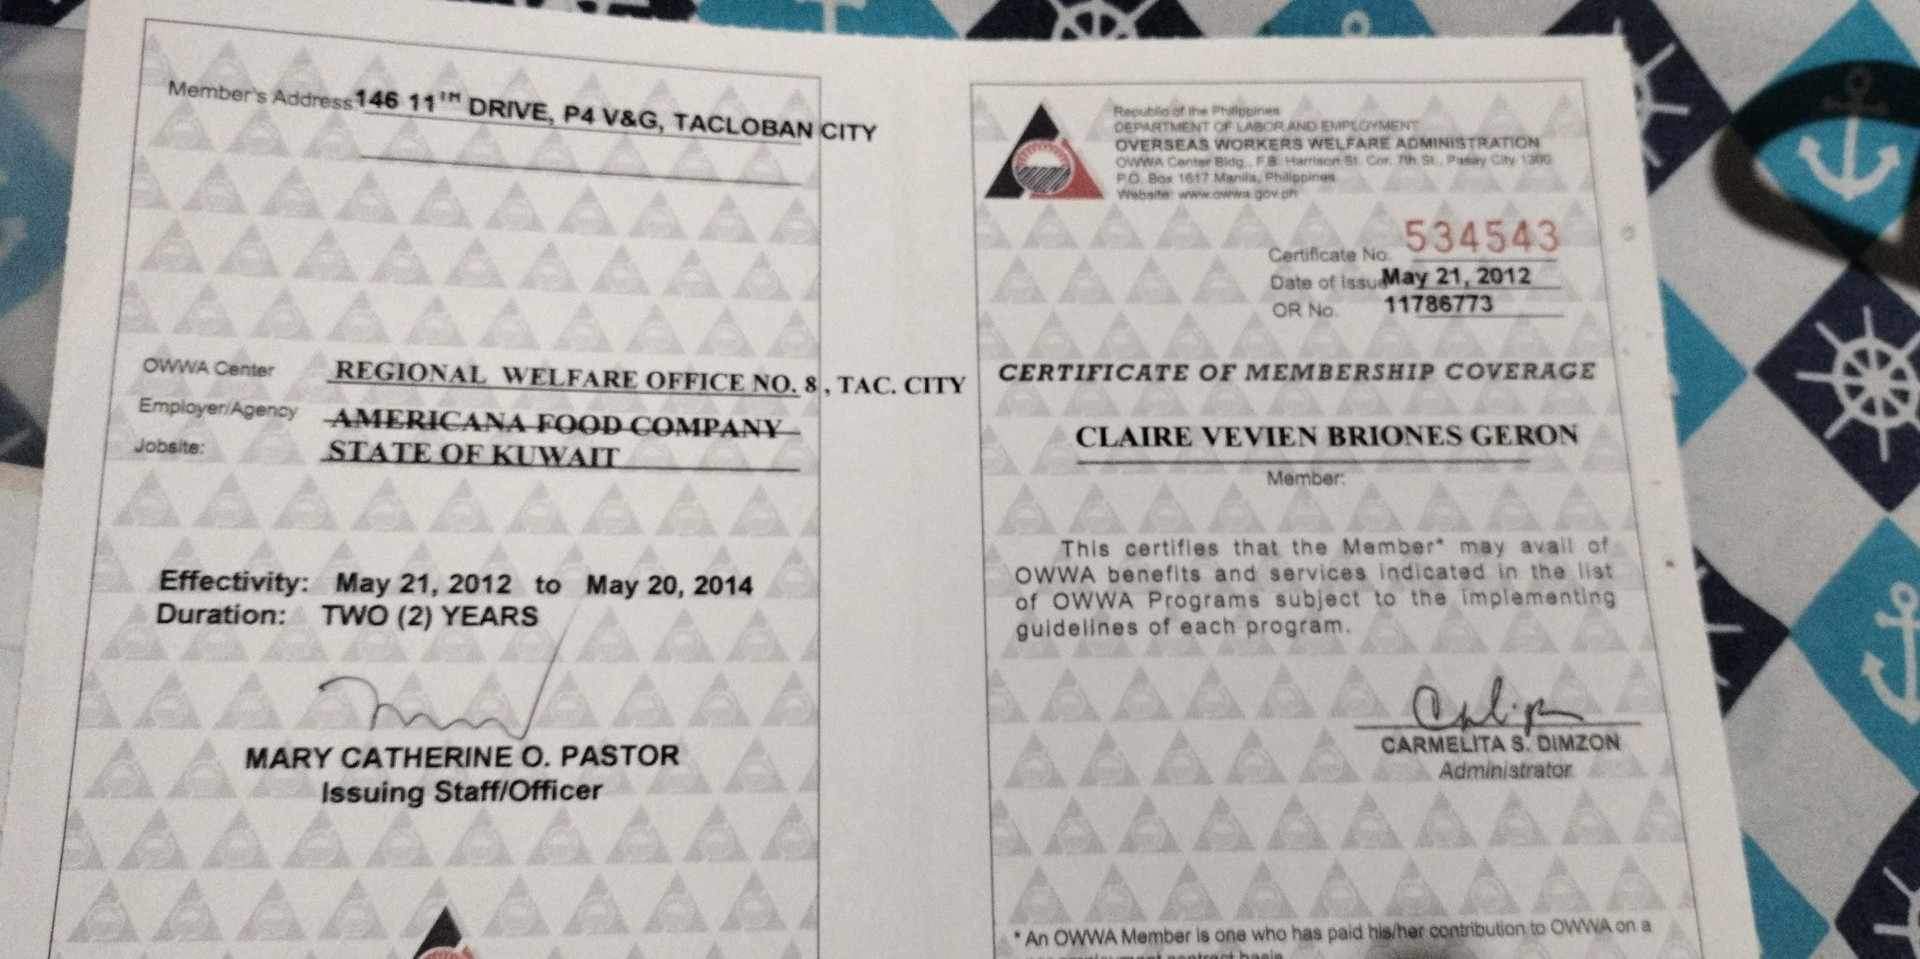 Member's Address 146 11TH DRIVE, P4 V&G, TACLOBAN CITY
OWWA Center REGIONAL WELFARE OFFICE NO. 8, TAC. CITY
Employer/Agency AMERICANA FOOD COMPANY
Jobsite: STATE OF KUWAIT
Effectivity: May 21, 2012 to May 20, 2014
Duration: TWO (2) YEARS
MARY CATHERINE O. PASTOR
Issuing Staff/Officer
Republic of the Philippines
DEPARTMENT OF LABOR AND EMPLOYMENT
OVERSEAS WORKERS WELFARE ADMINISTRATION
OWWA Center Bldg., F.B. Harrison St. Cor. 7th St., Pasay City 1300
P.O. Box 1617 Manila, Philippines
Website: www.owwa.gov.ph
Certificate No. 534543
Date of Issue May 21, 2012
OR No. 11786773
CERTIFICATE OF MEMBERSHIP COVERAGE
CLAIRE VEVIEN BRIONES GERON
Member:
This certifies that the Member* may avail of
OWWA benefits and services indicated in the list
of OWWA Programs subject to the implementing
guidelines of each program.
CARMELITA S. DIMZON
Administrator
* An OWWA Member is one who has paid his/her contribution to OWWA on a
employment contract basis